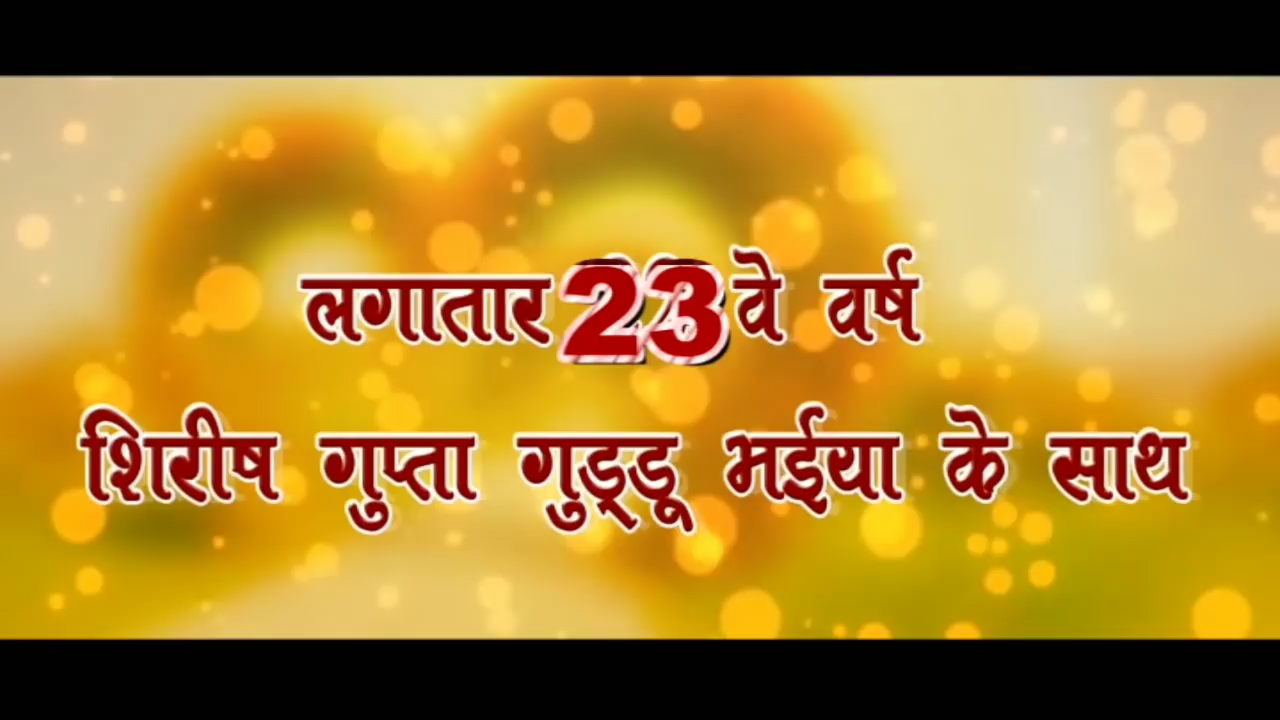 लगातार 23 वे वर्ष
शिरीष गुप्ता गुड्डू भईया के साथ